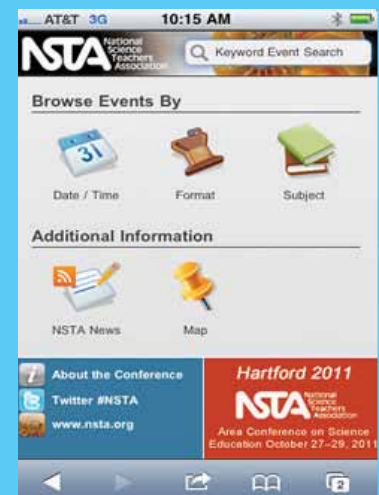 AT&T 3G 10:15 AM
NSTA National
Science
Teachers
Association
Keyword Event Search
Browse Events By
31
Date / Time Format Subject
Additional Information
NSTA News Map
i About the Conference
Twitter #NSTA
www.nsta.org
Hartford 2011
NSTA National
Science
Teachers
Association
Area Conference on Science
Education October 27–29, 2011
2